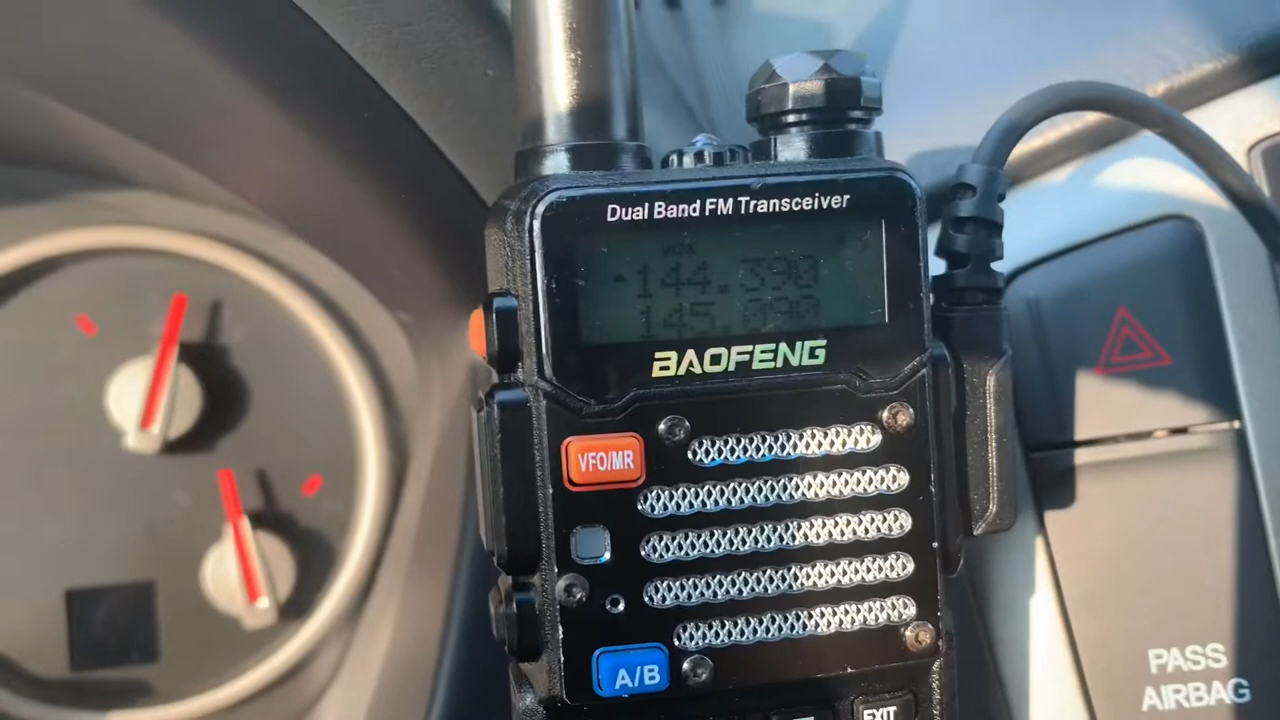 Dual Band FM Transceiver
VOX
144.390
145.090
BAOFENG
VFO/MR
A/B
EXIT
PASS
AIRBAG